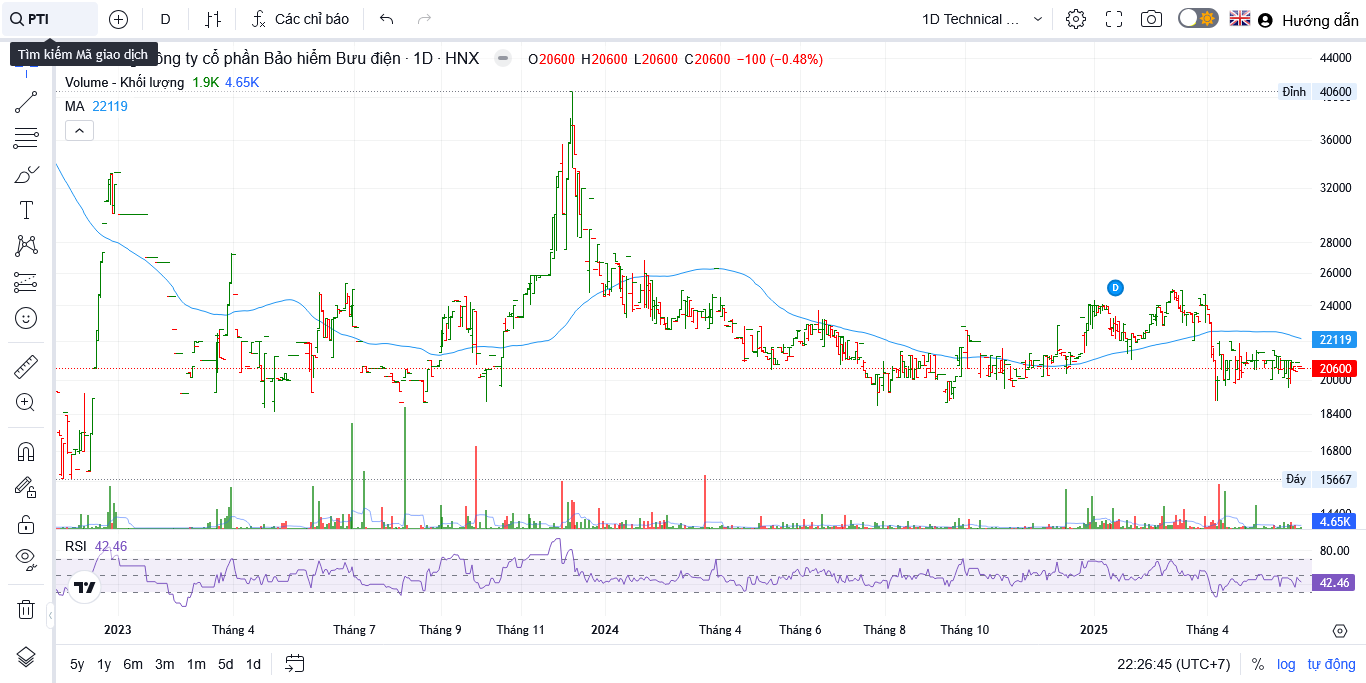 PTI
D
Các chỉ báo
1D Technical ...
Hướng dẫn
Tìm kiếm Mã giao dịch
ông ty cổ phần Bảo hiểm Bưu điện · 1D · HNX
O20600 H20600 L20600 C20600 −100 (−0.48%)
Volume - Khối lượng 1.9K 4.65K
MA 22119
44000
Đỉnh 40600
36000
32000
28000
26000
24000
D
22119
20600
20000
18400
16800
Đáy 15667
14400
4.65K
RSI 42.46
80.00
42.46
2023 Tháng 4 Tháng 7 Tháng 9 Tháng 11 2024 Tháng 4 Tháng 6 Tháng 8 Tháng 10 2025 Tháng 4
5y 1y 6m 3m 1m 5d 1d
22:26:45 (UTC+7) % log tự động